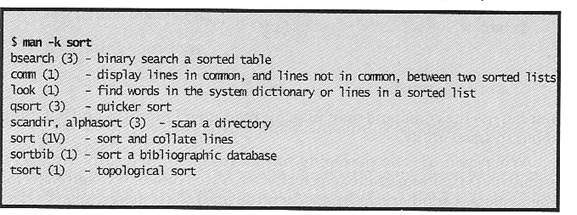 $ man -k sort
bsearch (3) - binary search a sorted table
comm (1) - display lines in common, and lines not in common, between two sorted lists
look (1) - find words in the system dictionary or lines in a sorted list
qsort (3) - quicker sort
scandir, alphasort (3) - scan a directory
sort (1V) - sort and collate lines
sortbib (1) - sort a bibliographic database
tsort (1) - topological sort